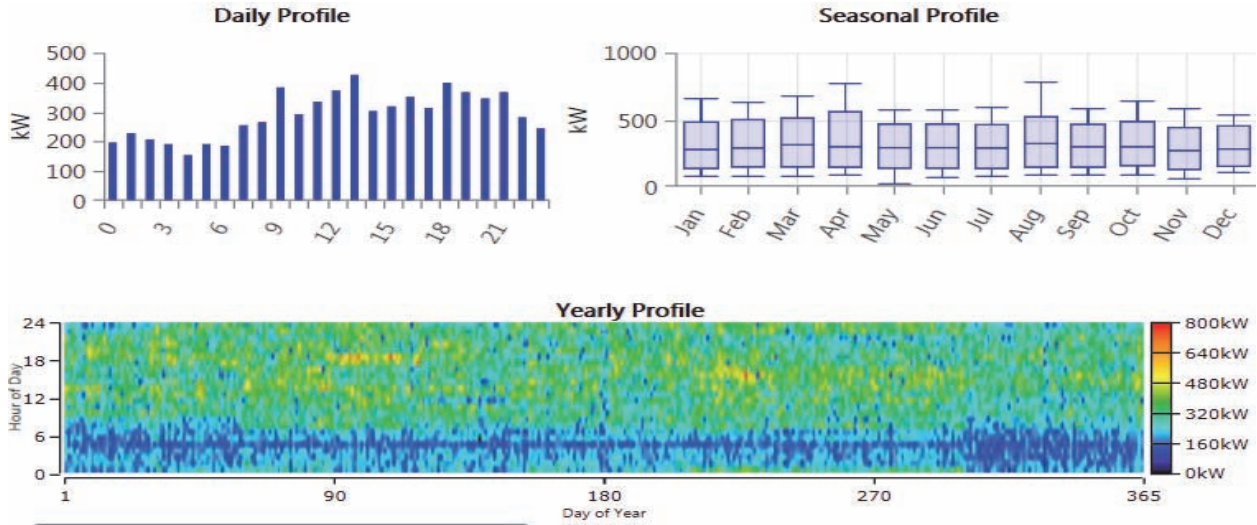 Daily Profile
500
400
300
200
100
0
kW
0
3
6
9
12
15
18
21
Seasonal Profile
1000
500
0
kW
Jan
Feb
Mar
Apr
May
Jun
Jul
Aug
Sep
Oct
Nov
Dec
Yearly Profile
24
18
12
6
0
Hour of Day
1
90
180
270
365
Day of Year
800kW
640kW
480kW
320kW
160kW
0kW